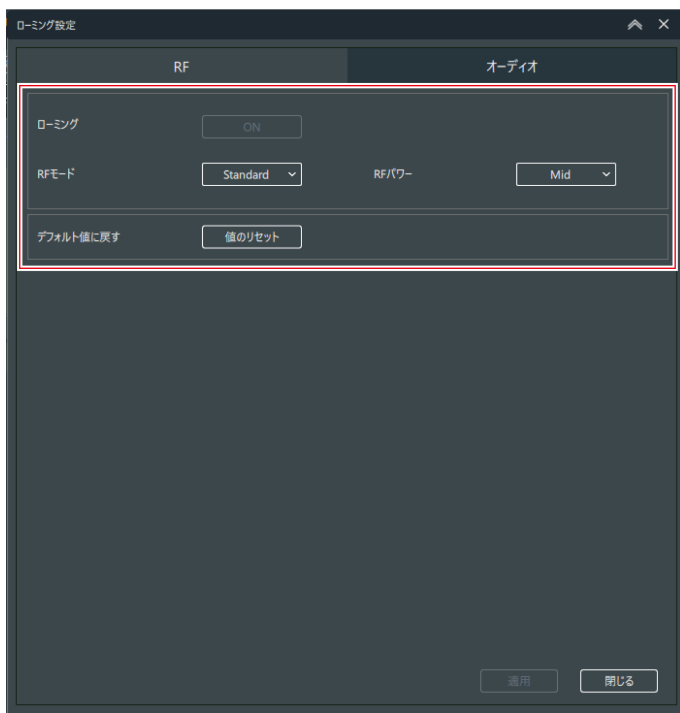 ローミング設定
RF オーディオ
ローミング ON
RFモード Standard RFパワー Mid
デフォルト値に戻す 値のリセット
適用 閉じる